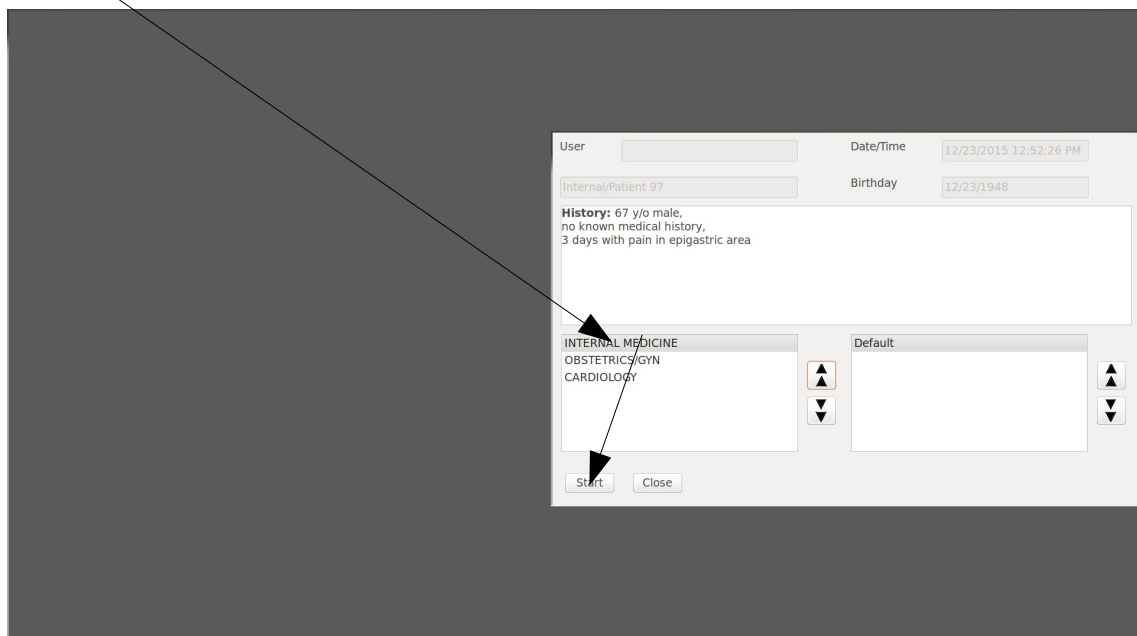 User
Date/Time
12/23/2015 12:52:26 PM
Internal/Patient 97
Birthday
12/23/1948
History: 67 y/o male,
no known medical history,
3 days with pain in epigastric area
INTERNAL MEDICINE
OBSTETRICS/GYN
CARDIOLOGY
Default
Start
Close